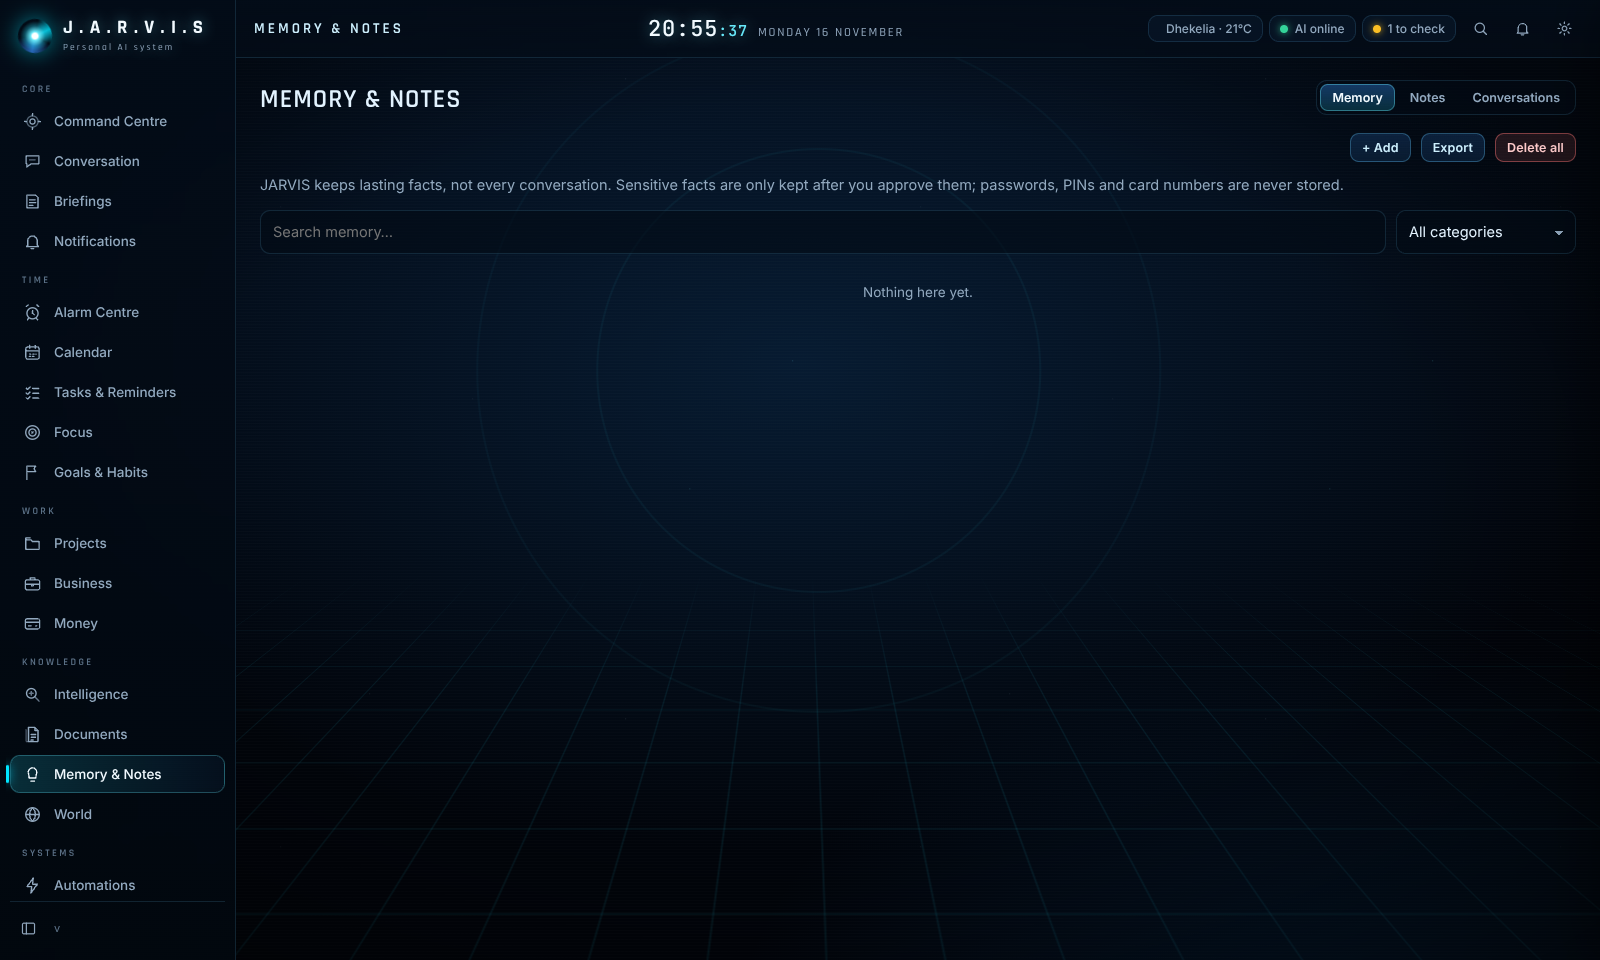 J.A.R.V.I.S
Personal AI system
MEMORY & NOTES
20:55:37 MONDAY 16 NOVEMBER
Dhekelia · 21°C
AI online
1 to check
CORE
Command Centre
Conversation
Briefings
Notifications
TIME
Alarm Centre
Calendar
Tasks & Reminders
Focus
Goals & Habits
WORK
Projects
Business
Money
KNOWLEDGE
Intelligence
Documents
Memory & Notes
World
SYSTEMS
Automations
v
MEMORY & NOTES
Memory Notes Conversations
+ Add Export Delete all
JARVIS keeps lasting facts, not every conversation. Sensitive facts are only kept after you approve them; passwords, PINs and card numbers are never stored.
Search memory...
All categories
Nothing here yet.